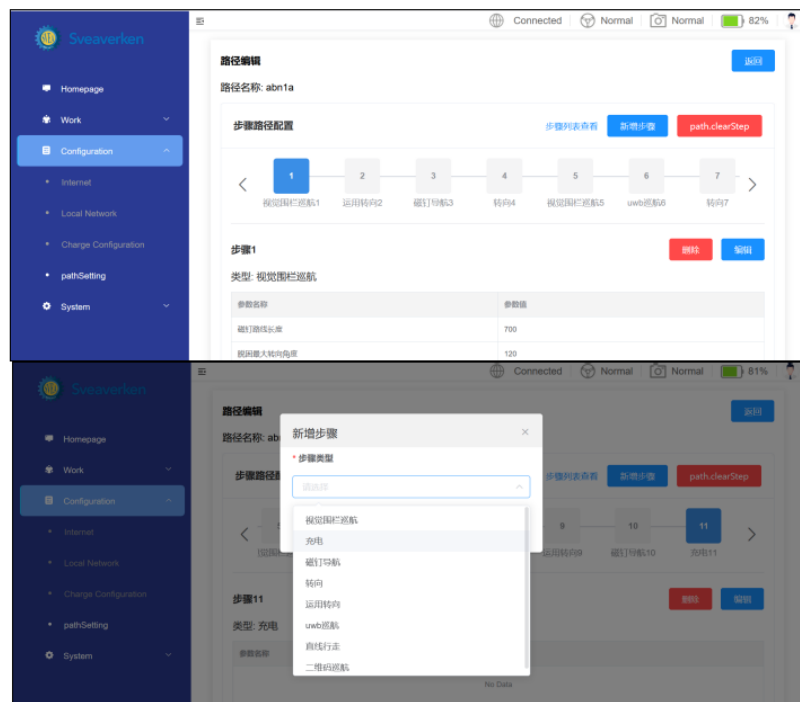 Sveaverken
Connected Normal Normal 82%
Homepage
Work
Configuration
Internet
Local Network
Charge Configuration
pathSetting
System
路径编辑 返回
路径名称: abn1a
步骤路径配置 步骤列表查看 新增步骤 path.clearStep
1 2 3 4 5 6 7
视觉围栏巡航1 运用转向2 磁钉导航3 转向4 视觉围栏巡航5 uwb巡航6 转向7
步骤1 删除 编辑
类型: 视觉围栏巡航
参数名称 参数值
磁钉路线长度 700
脱困最大转向角度 120
Sveaverken
Connected Normal Normal 81%
Homepage
Work
Configuration
Internet
Local Network
Charge Configuration
pathSetting
System
路径编辑 返回
路径名称: ab
步骤路径 步骤列表查看 新增步骤 path.clearStep
9 10 11
运用转向9 磁钉导航10 充电11
步骤11 删除 编辑
类型: 充电
参数名称
No Data
新增步骤
* 步骤类型
请选择
视觉围栏巡航
充电
磁钉导航
转向
运用转向
uwb巡航
直线行走
二维码巡航